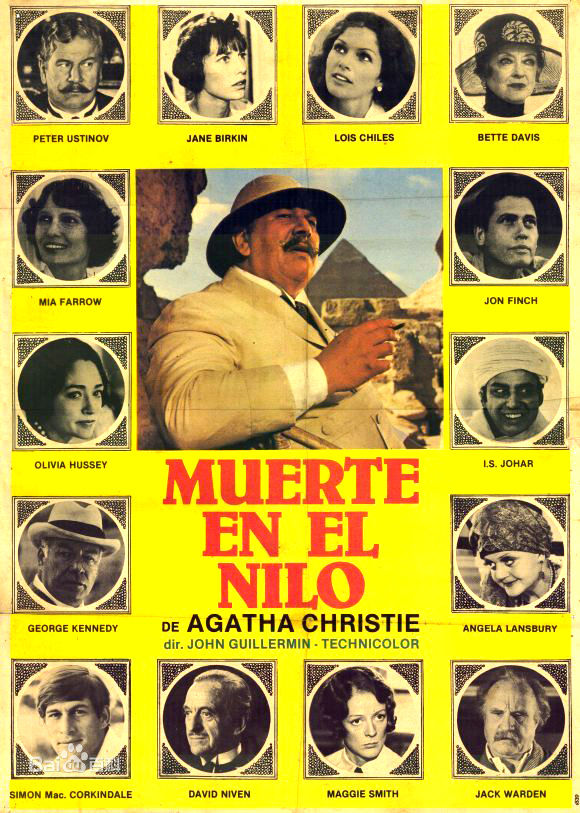 PETER USTINOV
JANE BIRKIN
LOIS CHILES
BETTE DAVIS
MIA FARROW
JON FINCH
OLIVIA HUSSEY
I.S. JOHAR
MUERTE
EN EL
NILO
DE AGATHA CHRISTIE
dir. JOHN GUILLERMIN - TECHNICOLOR
GEORGE KENNEDY
ANGELA LANSBURY
SIMON Mac. CORKINDALE
DAVID NIVEN
MAGGIE SMITH
JACK WARDEN